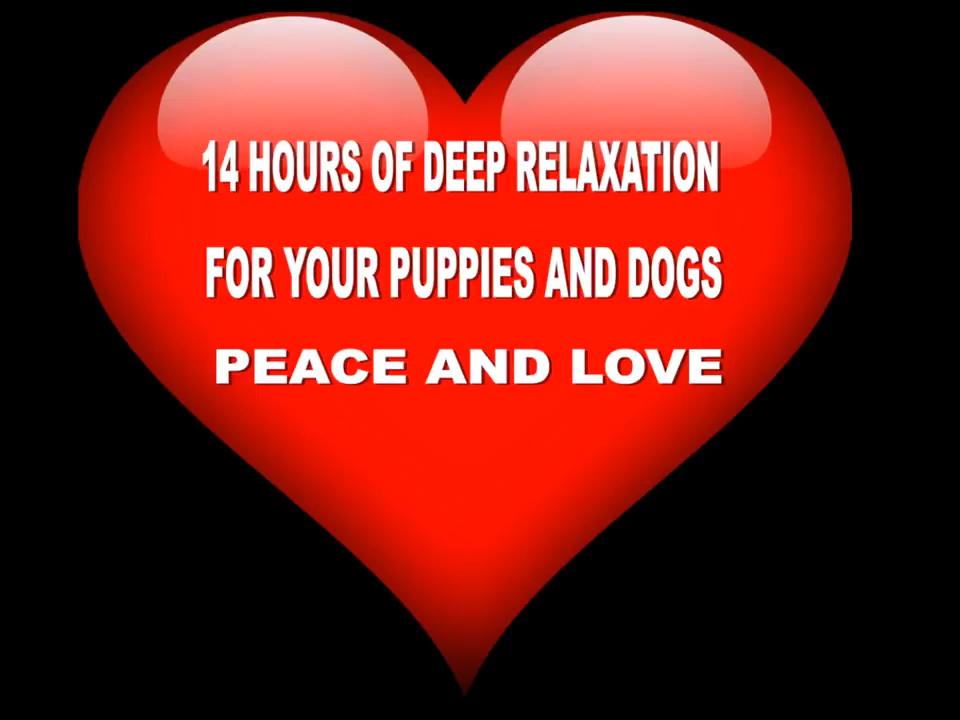 14 HOURS OF DEEP RELAXATION
FOR YOUR PUPPIES AND DOGS
PEACE AND LOVE